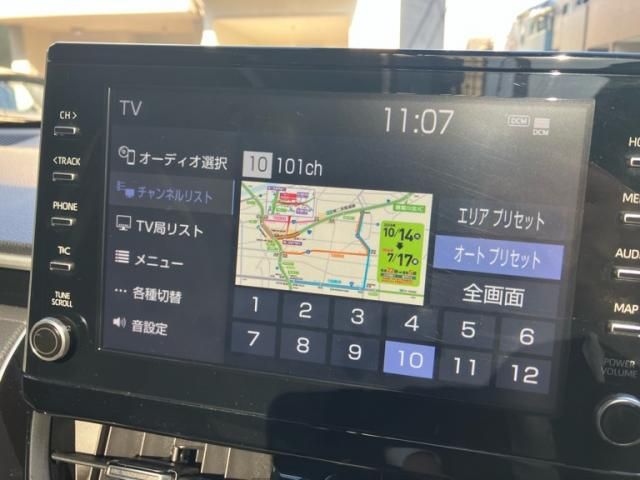 TV
11:07
DCM
DCM
CH >
<TRACK
PHONE
T/C
TUNE
SCROLL
オーディオ選択
チャンネルリスト
TV局リスト
メニュー
各種切替
音設定
10 101ch
10/14
7/17
エリア プリセット
オート プリセット
全画面
1 2 3 4 5 6
7 8 9 10 11 12
MAP
POWER
VOLUME